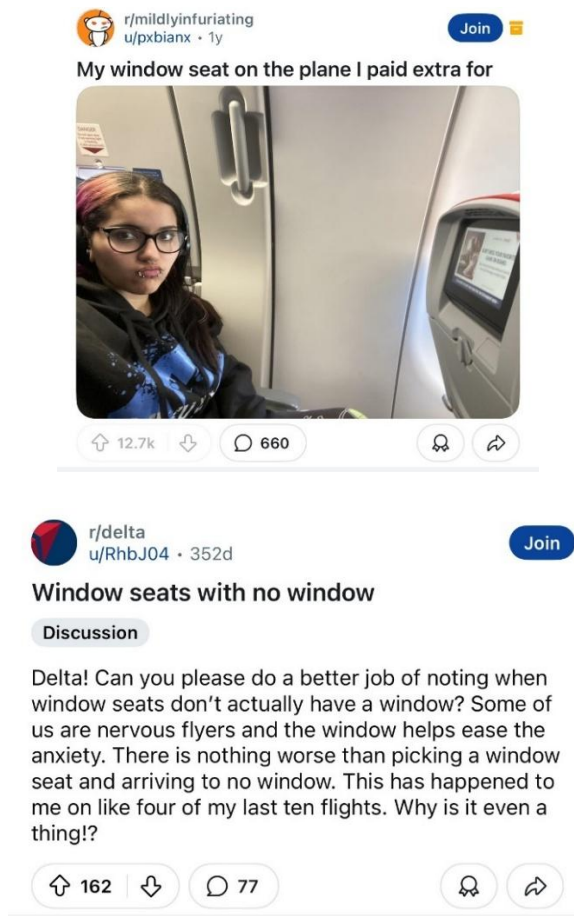 r/mildlyinfuriating
u/pxbianx • 1y
Join
My window seat on the plane I paid extra for
12.7k
660
r/delta
u/RhbJ04 • 352d
Join
Window seats with no window
Discussion
Delta! Can you please do a better job of noting when
window seats don’t actually have a window? Some of
us are nervous flyers and the window helps ease the
anxiety. There is nothing worse than picking a window
seat and arriving to no window. This has happened to
me on like four of my last ten flights. Why is it even a
thing!?
162
77